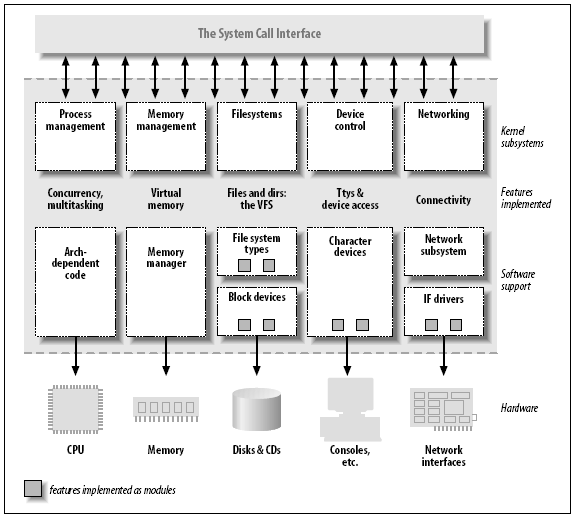 The System Call Interface
Process
management
Memory
management
Filesystems
Device
control
Networking
Kernel
subsystems
Concurrency,
multitasking
Virtual
memory
Files and dirs:
the VFS
Ttys &
device access
Connectivity
Features
implemented
Arch-
dependent
code
Memory
manager
File system
types
Block devices
Character
devices
Network
subsystem
IF drivers
Software
support
Hardware
CPU
Memory
Disks & CDs
Consoles,
etc.
Network
interfaces
features implemented as modules